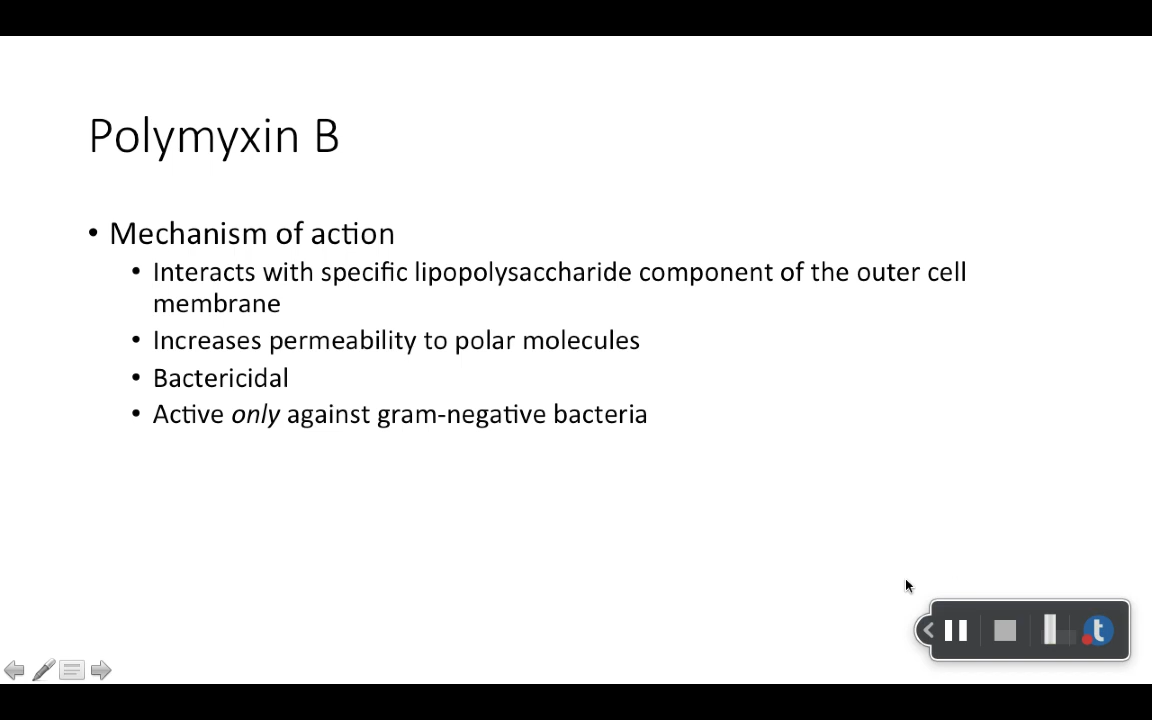 Polymyxin B
• Mechanism of action
• Interacts with specific lipopolysaccharide component of the outer cell
membrane
• Increases permeability to polar molecules
• Bactericidal
• Active only against gram-negative bacteria
t